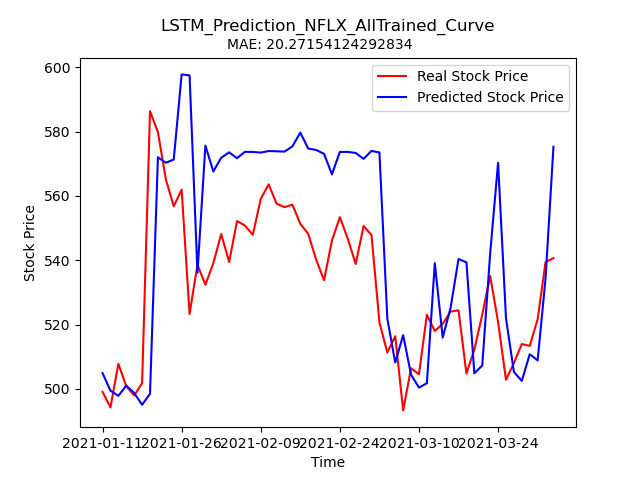 LSTM_Prediction_NFLX_AllTrained_Curve
MAE: 20.27154124292834
Real Stock Price
Predicted Stock Price
600
580
560
540
520
500
Stock Price
2021-01-11 2021-01-26 2021-02-09 2021-02-24 2021-03-10 2021-03-24
Time